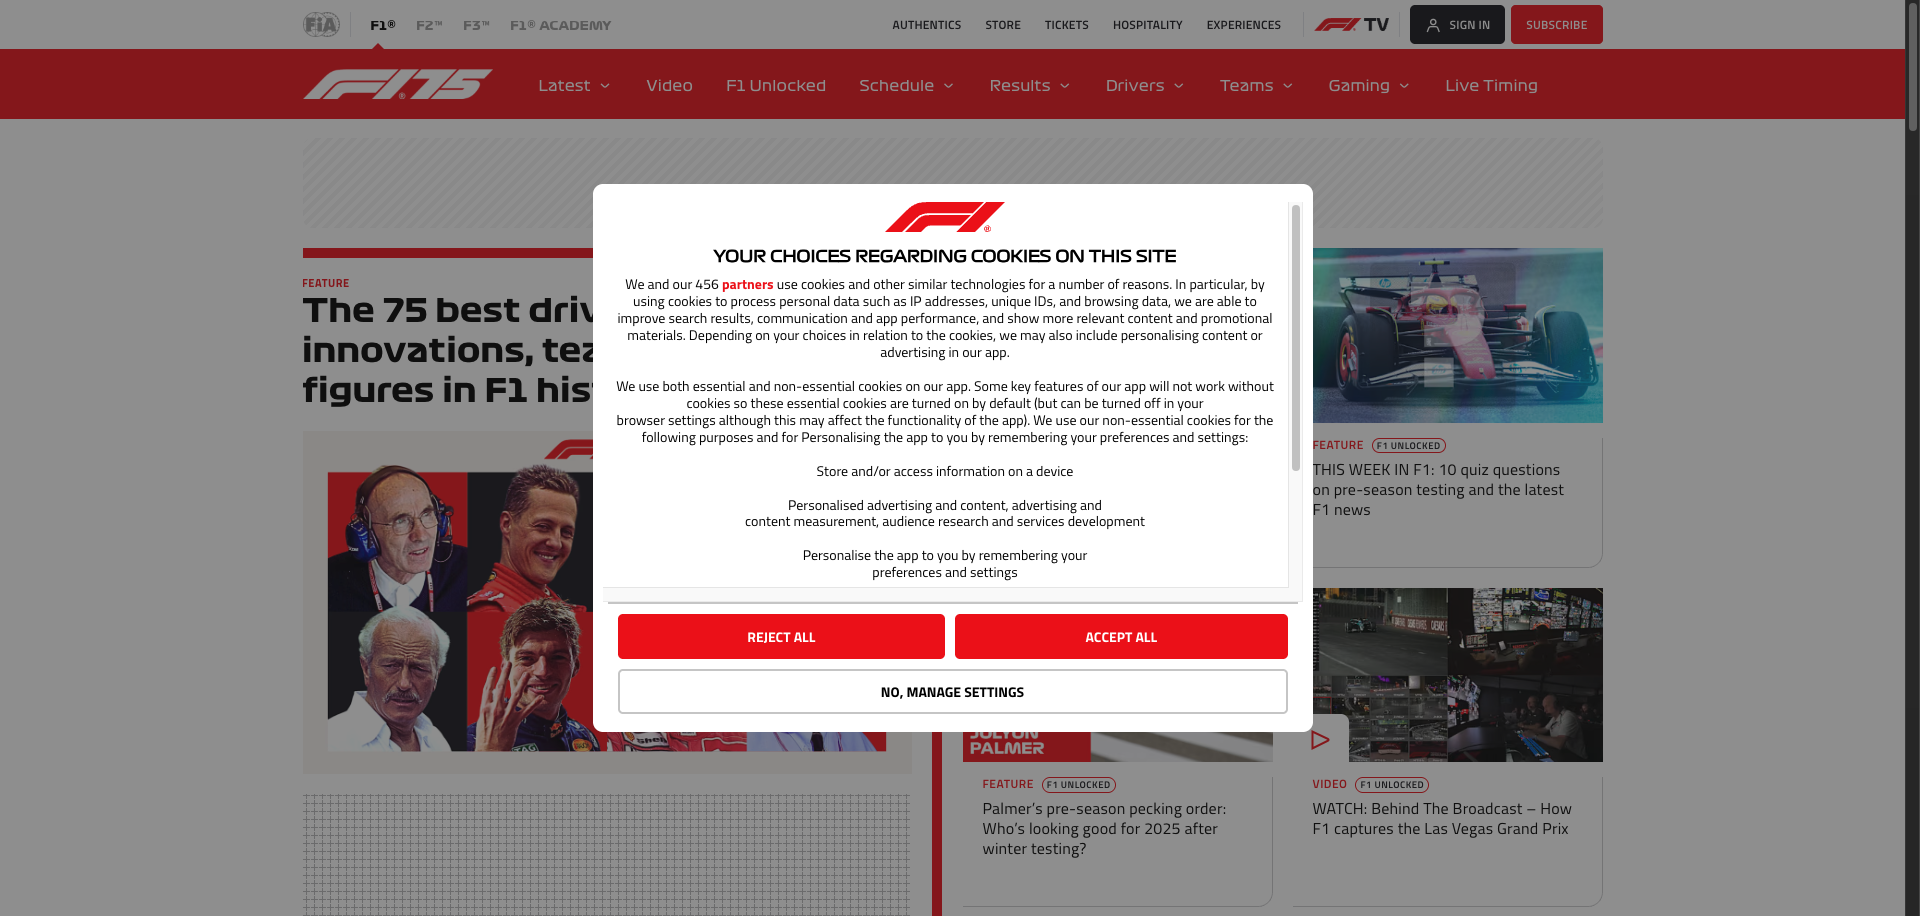 FIA
F1®
F2™
F3™
F1® ACADEMY
AUTHENTICS
STORE
TICKETS
HOSPITALITY
EXPERIENCES
F1 TV
SIGN IN
SUBSCRIBE
F1 75
Latest
Video
F1 Unlocked
Schedule
Results
Drivers
Teams
Gaming
Live Timing
FEATURE
The 75 best
innovations,
figures in F1
YOUR CHOICES REGARDING COOKIES ON THIS SITE
We and our 456 partners use cookies and other similar technologies for a number of reasons. In particular, by
using cookies to process personal data such as IP addresses, unique IDs, and browsing data, we are able to
improve search results, communication and app performance, and show more relevant content and promotional
materials. Depending on your choices in relation to the cookies, we may also include personalising content or
advertising in our app.
We use both essential and non-essential cookies on our app. Some key features of our app will not work without
cookies so these essential cookies are turned on by default (but can be turned off in your
browser settings although this may affect the functionality of the app). We use our non-essential cookies for the
following purposes and for Personalising the app to you by remembering your preferences and settings:
Store and/or access information on a device
Personalised advertising and content, advertising and
content measurement, audience research and services development
Personalise the app to you by remembering your
preferences and settings
REJECT ALL
ACCEPT ALL
NO, MANAGE SETTINGS
FEATURE F1 UNLOCKED
THIS WEEK IN F1: 10 quiz questions
on pre-season testing and the latest
F1 news
JOLYON
PALMER
FEATURE F1 UNLOCKED
Palmer’s pre-season pecking order:
Who’s looking good for 2025 after
winter testing?
VIDEO F1 UNLOCKED
WATCH: Behind The Broadcast – How
F1 captures the Las Vegas Grand Prix